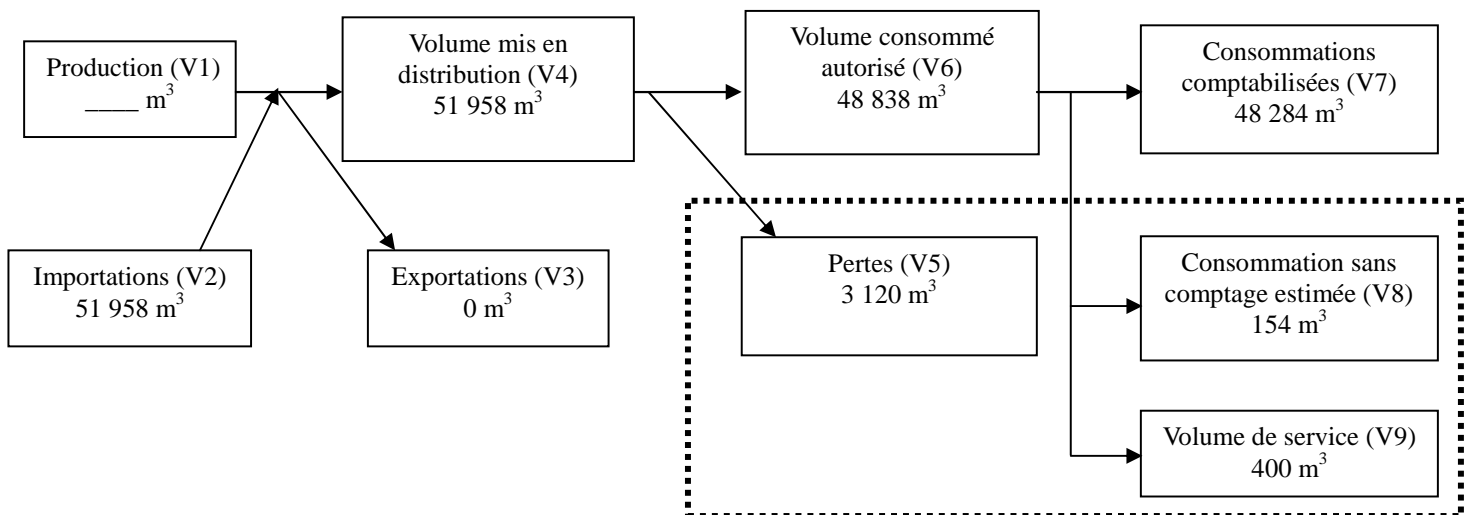 Production (V1)
____ m³
Volume mis en
distribution (V4)
51 958 m³
Volume consommé
autorisé (V6)
48 838 m³
Consommations
comptabilisées (V7)
48 284 m³
Importations (V2)
51 958 m³
Exportations (V3)
0 m³
Pertes (V5)
3 120 m³
Consommation sans
comptage estimée (V8)
154 m³
Volume de service (V9)
400 m³